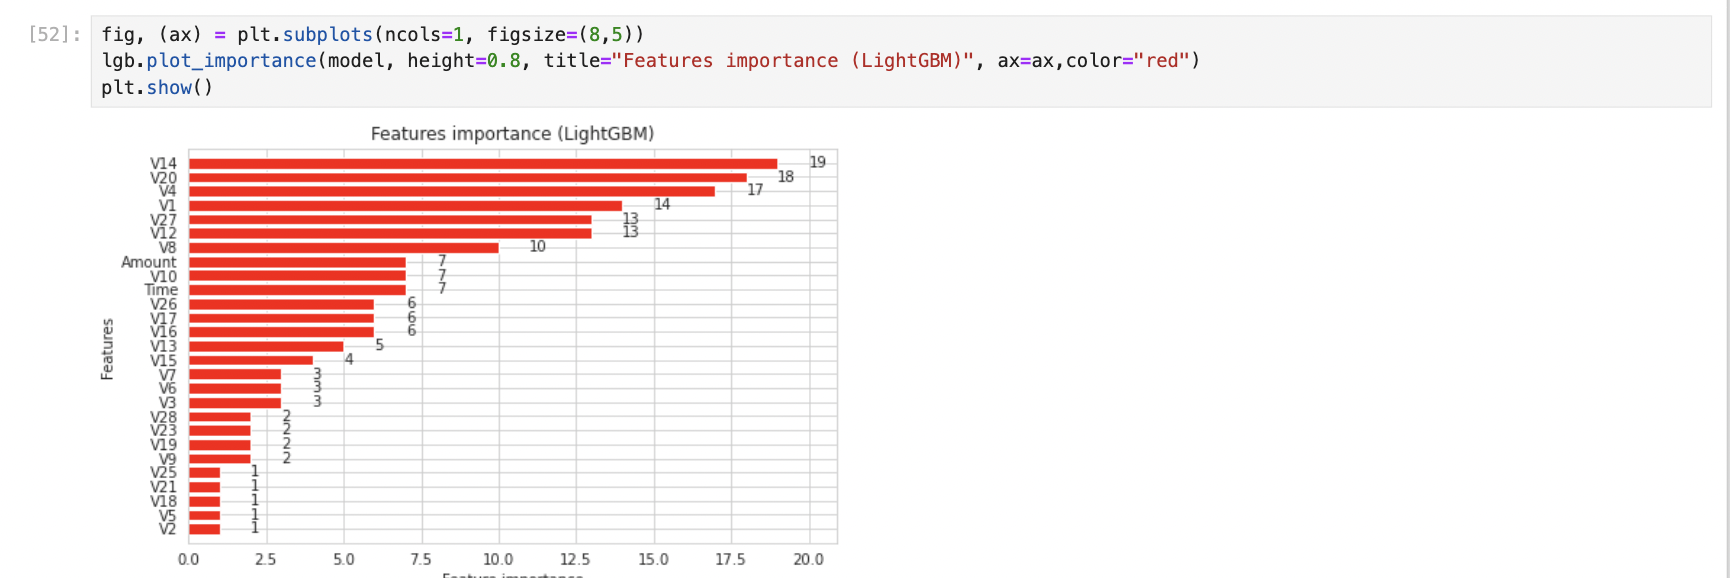 [52]: fig, (ax) = plt.subplots(ncols=1, figsize=(8,5))
lgb.plot_importance(model, height=0.8, title="Features importance (LightGBM)", ax=ax,color="red")
plt.show()
Features importance (LightGBM)
Features
V14 19
V20 18
V4 17
V1 14
V27 13
V12 13
V8 10
Amount 7
V10 7
Time 7
V26 6
V17 6
V16 6
V13 5
V15 4
V7 3
V6 3
V3 3
V28 2
V23 2
V19 2
V9 2
V25 1
V21 1
V18 1
V5 1
V2 1
0.0 2.5 5.0 7.5 10.0 12.5 15.0 17.5 20.0
Feature importance